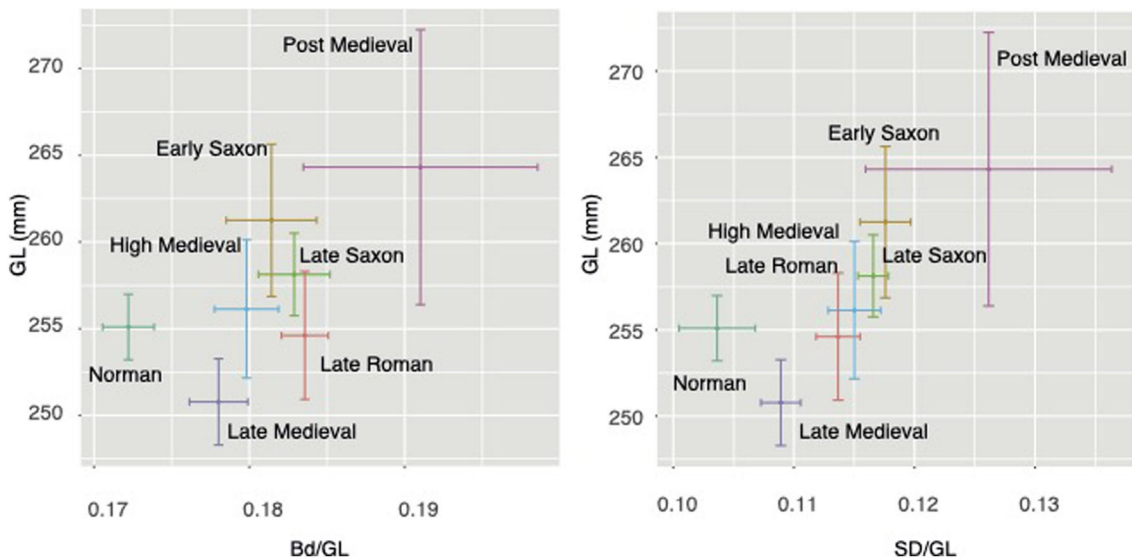 Post Medieval
270
Early Saxon
265
GL (mm)
260
High Medieval
Late Saxon
255
Late Roman
Norman
250
Late Medieval
0.17 0.18 0.19
Bd/GL
Post Medieval
270
Early Saxon
265
GL (mm)
High Medieval
260
Late Saxon
Late Roman
255
Norman
250
Late Medieval
0.10 0.11 0.12 0.13
SD/GL